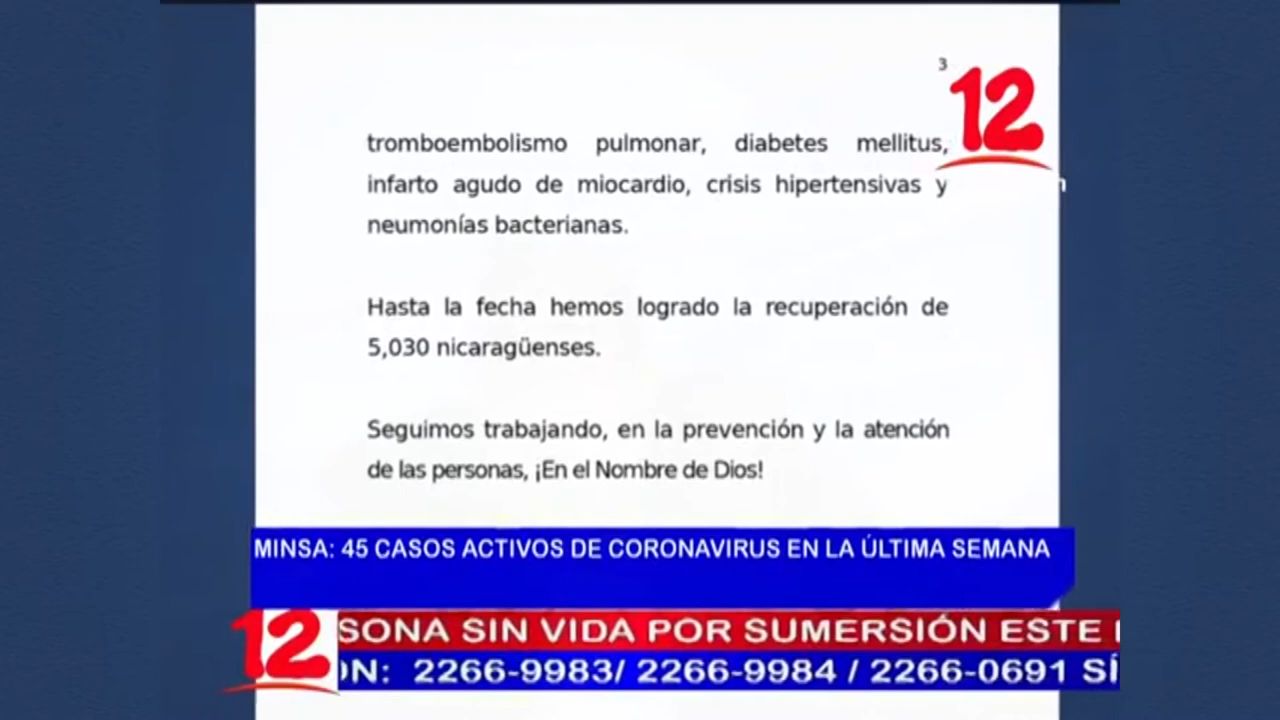 3
12
tromboembolismo pulmonar, diabetes mellitus,
infarto agudo de miocardio, crisis hipertensivas y
neumonías bacterianas.
Hasta la fecha hemos logrado la recuperación de
5,030 nicaragüenses.
Seguimos trabajando, en la prevención y la atención
de las personas, ¡En el Nombre de Dios!
MINSA: 45 CASOS ACTIVOS DE CORONAVIRUS EN LA ÚLTIMA SEMANA
12
SONA SIN VIDA POR SUMERSIÓN ESTE
ON: 2266-9983/ 2266-9984 / 2266-0691 SÍ